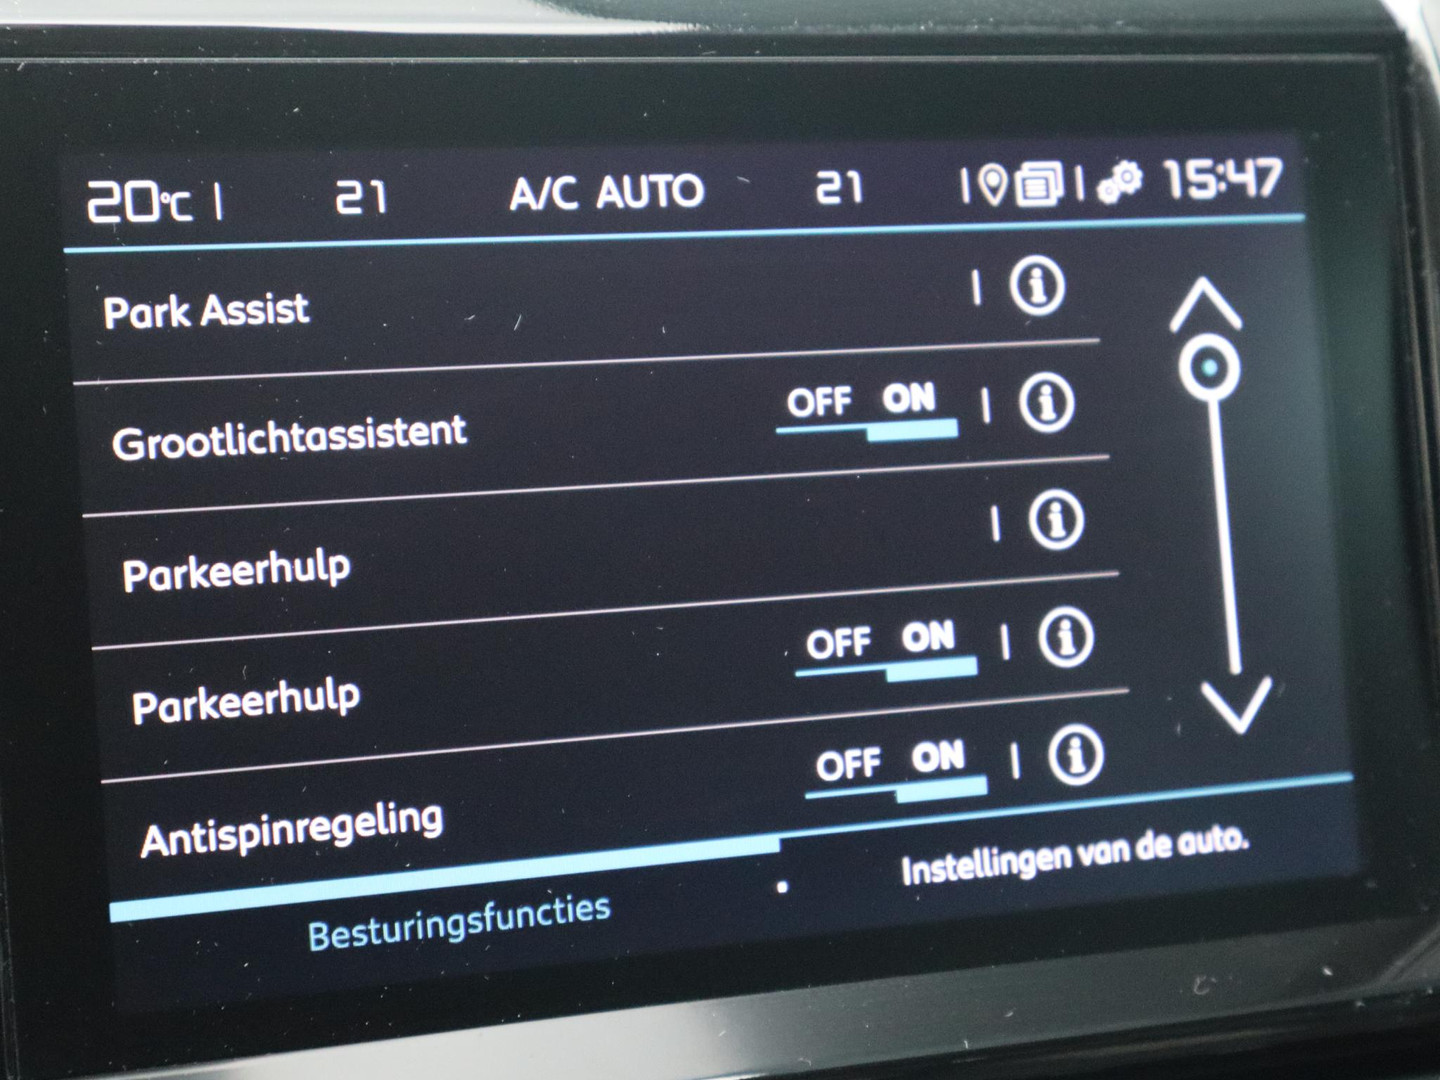 20°C 21 A/C AUTO 21 15:47
Park Assist
Grootlichtassistent OFF ON
Parkeerhulp
Parkeerhulp OFF ON
Antispinregeling OFF ON
Besturingsfuncties Instellingen van de auto.